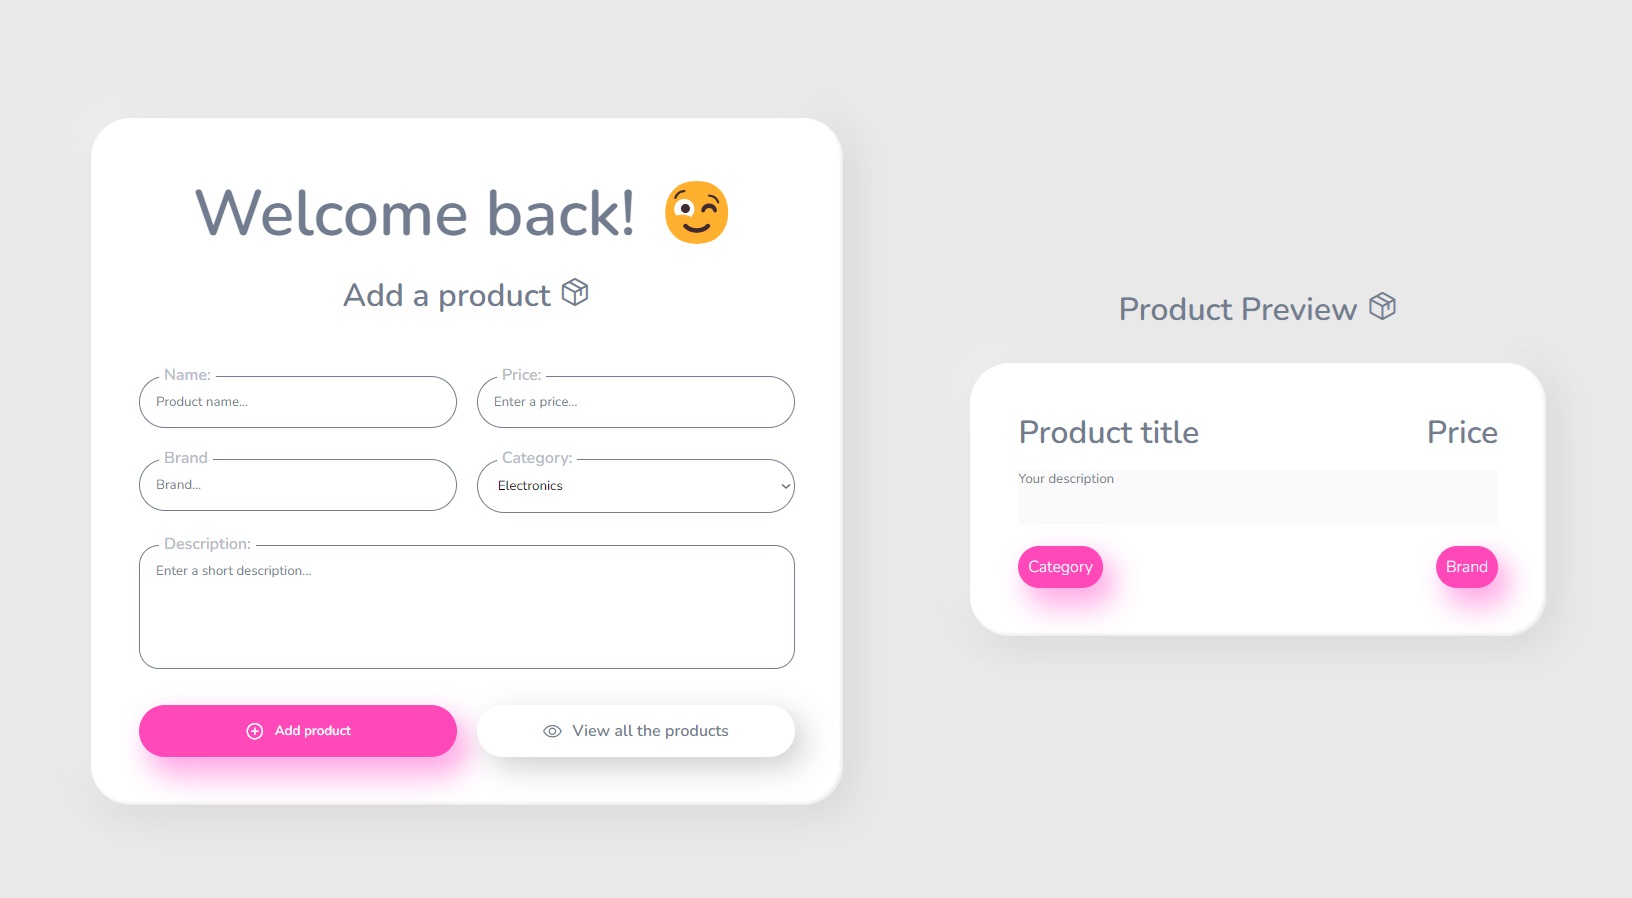 Welcome back!
Add a product
Name:
Product name...
Price:
Enter a price...
Brand
Brand...
Category:
Electronics
Description:
Enter a short description...
Add product
View all the products
Product Preview
Product title
Price
Your description
Category
Brand